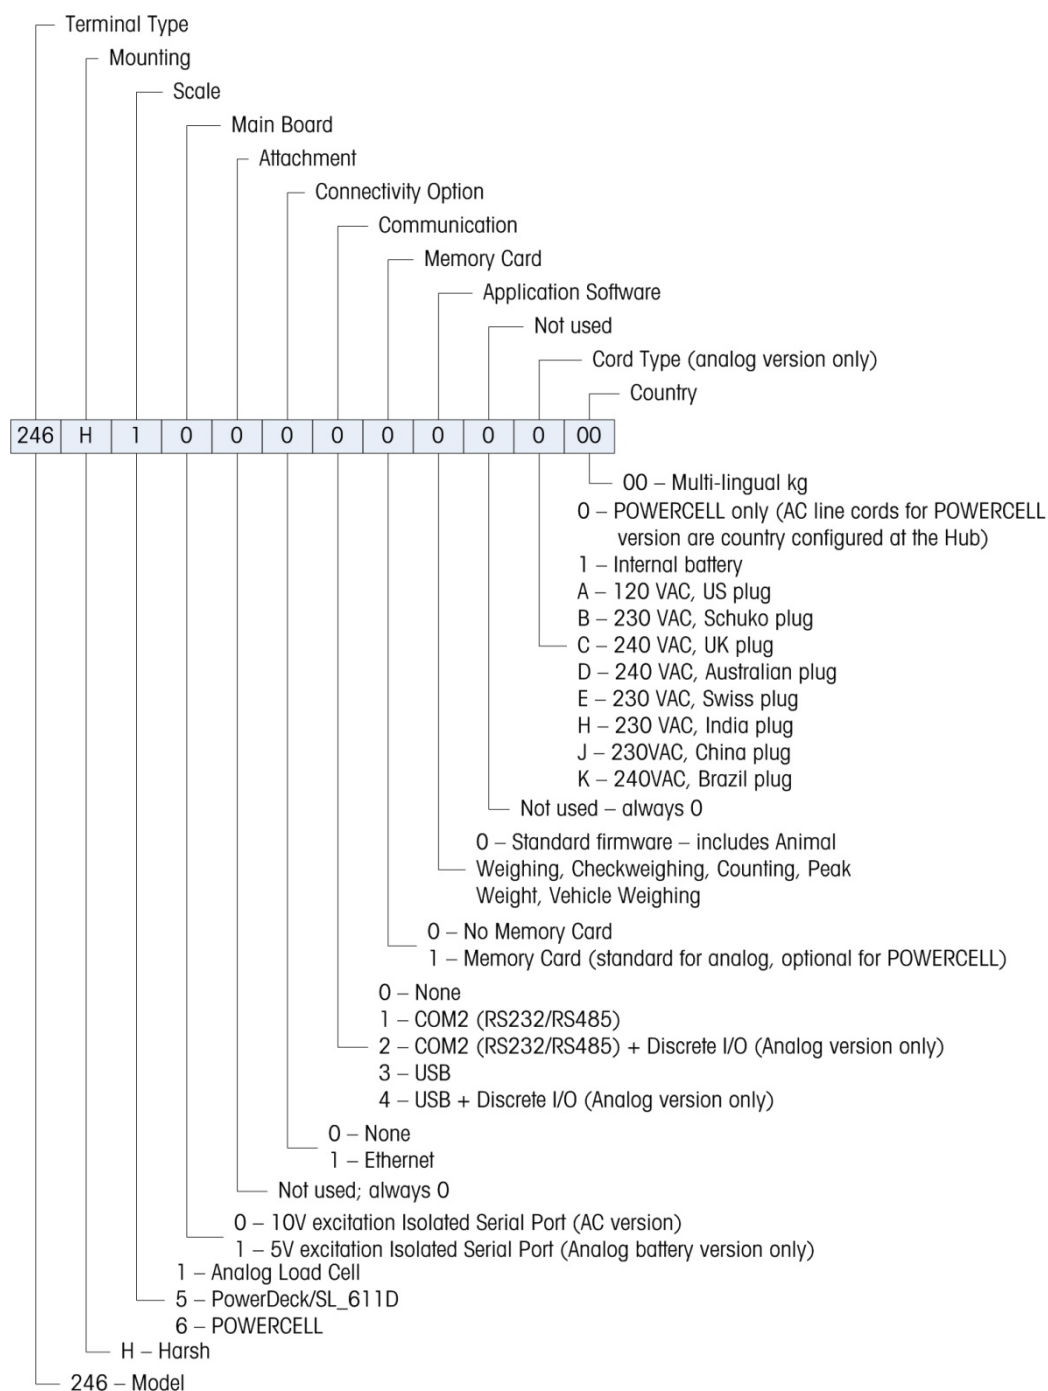 Terminal Type
Mounting
Scale
Main Board
Attachment
Connectivity Option
Communication
Memory Card
Application Software
Not used
Cord Type (analog version only)
Country
246 H 1 0 0 0 0 0 0 0 0 00
00 – Multi-lingual kg
0 – POWERCELL only (AC line cords for POWERCELL
version are country configured at the Hub)
1 – Internal battery
A – 120 VAC, US plug
B – 230 VAC, Schuko plug
C – 240 VAC, UK plug
D – 240 VAC, Australian plug
E – 230 VAC, Swiss plug
H – 230 VAC, India plug
J – 230VAC, China plug
K – 240VAC, Brazil plug
Not used – always 0
0 – Standard firmware – includes Animal
Weighing, Checkweighing, Counting, Peak
Weight, Vehicle Weighing
0 – No Memory Card
1 – Memory Card (standard for analog, optional for POWERCELL)
0 – None
1 – COM2 (RS232/RS485)
2 – COM2 (RS232/RS485) + Discrete I/O (Analog version only)
3 – USB
4 – USB + Discrete I/O (Analog version only)
0 – None
1 – Ethernet
Not used; always 0
0 – 10V excitation Isolated Serial Port (AC version)
1 – 5V excitation Isolated Serial Port (Analog battery version only)
1 – Analog Load Cell
5 – PowerDeck/SL_611D
6 – POWERCELL
H – Harsh
246 – Model